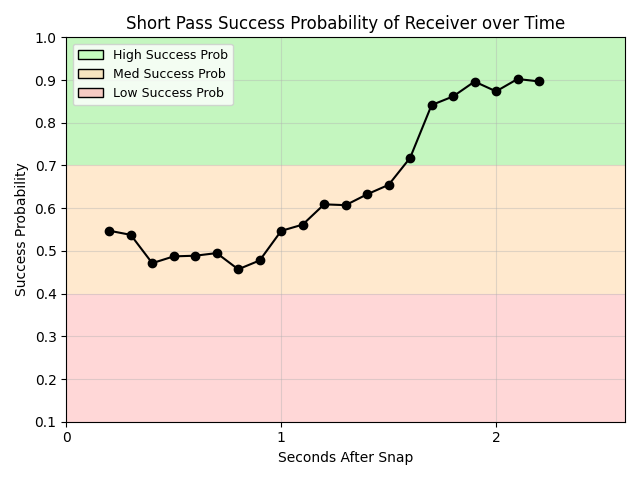 Short Pass Success Probability of Receiver over Time
High Success Prob
Med Success Prob
Low Success Prob
Success Probability
1.0
0.9
0.8
0.7
0.6
0.5
0.4
0.3
0.2
0.1
0 1 2
Seconds After Snap